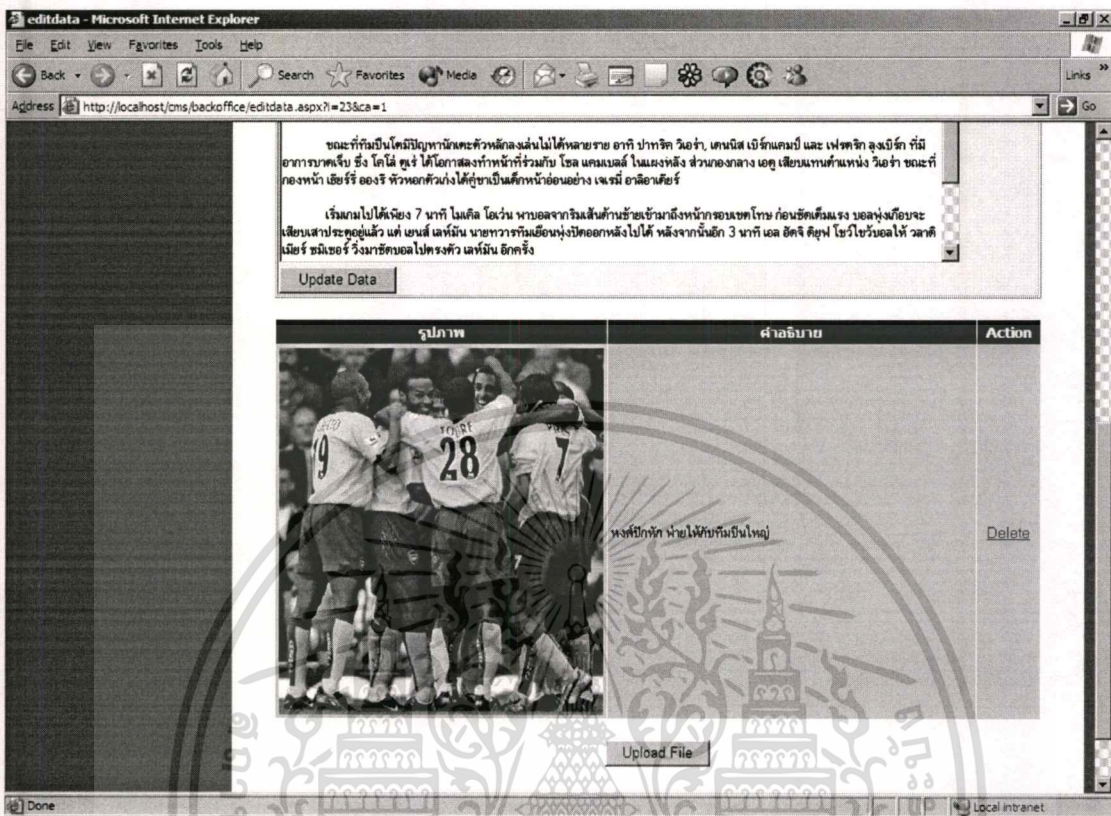 editdata - Microsoft Internet Explorer
File Edit View Favorites Tools Help
Back Search Favorites Media Links
Address http://localhost/cms/backoffice/editdata.aspx?i=23&ca=1 Go
ขณะที่ทีมปืนโตมีปัญหานักเตะตัวหลักลงเล่นไม่ได้หลายราย อาทิ ปาทริค วิเอร่า, เดนนิส เบิร์กแคมป์ และ เฟรดริก ลุงเบิร์ก ที่มี
อาการบาดเจ็บ ซึ่ง โคโล่ ตูเร่ ได้โอกาสลงทำหน้าที่ร่วมกับ โซล แคมเบลล์ ในแผงหลัง ส่วนกองกลาง เอดู เสียบแทนตำแหน่ง วิเอร่า ขณะที่
กองหน้า เธียร์รี่ อองรี หัวหอกตัวเก่งได้คู่ขาเป็นเด็กหน้าอ่อนอย่าง เจเรมี่ อาลิอาเดียร์
เริ่มเกมไปได้เพียง 7 นาที ไมเคิล โอเว่น พาบอลจากริมเส้นด้านซ้ายเข้ามาถึงหน้ากรอบเขตโทษ ก่อนซัดเต็มแรง บอลพุ่งเกือบจะ
เสียบเสาประตูอยู่แล้ว แต่ เยนส์ เลห์มัน นายทวารทีมเยือนพุ่งปัดออกหลังไปได้ หลังจากนั้นอีก 3 นาที เอล ฮัดจิ ดิยุฟ โชว์ไขว้บอลให้ วลาดิ
เมียร์ ซมิเซอร์ วิ่งมาซัดบอลไปตรงตัว เลห์มัน อีกครั้ง
Update Data
รูปภาพ คำอธิบาย Action
19
TOURE
28
7
หงส์ปีกหัก พ่ายให้กับทีมปืนใหญ่ Delete
Upload File
Done Local intranet